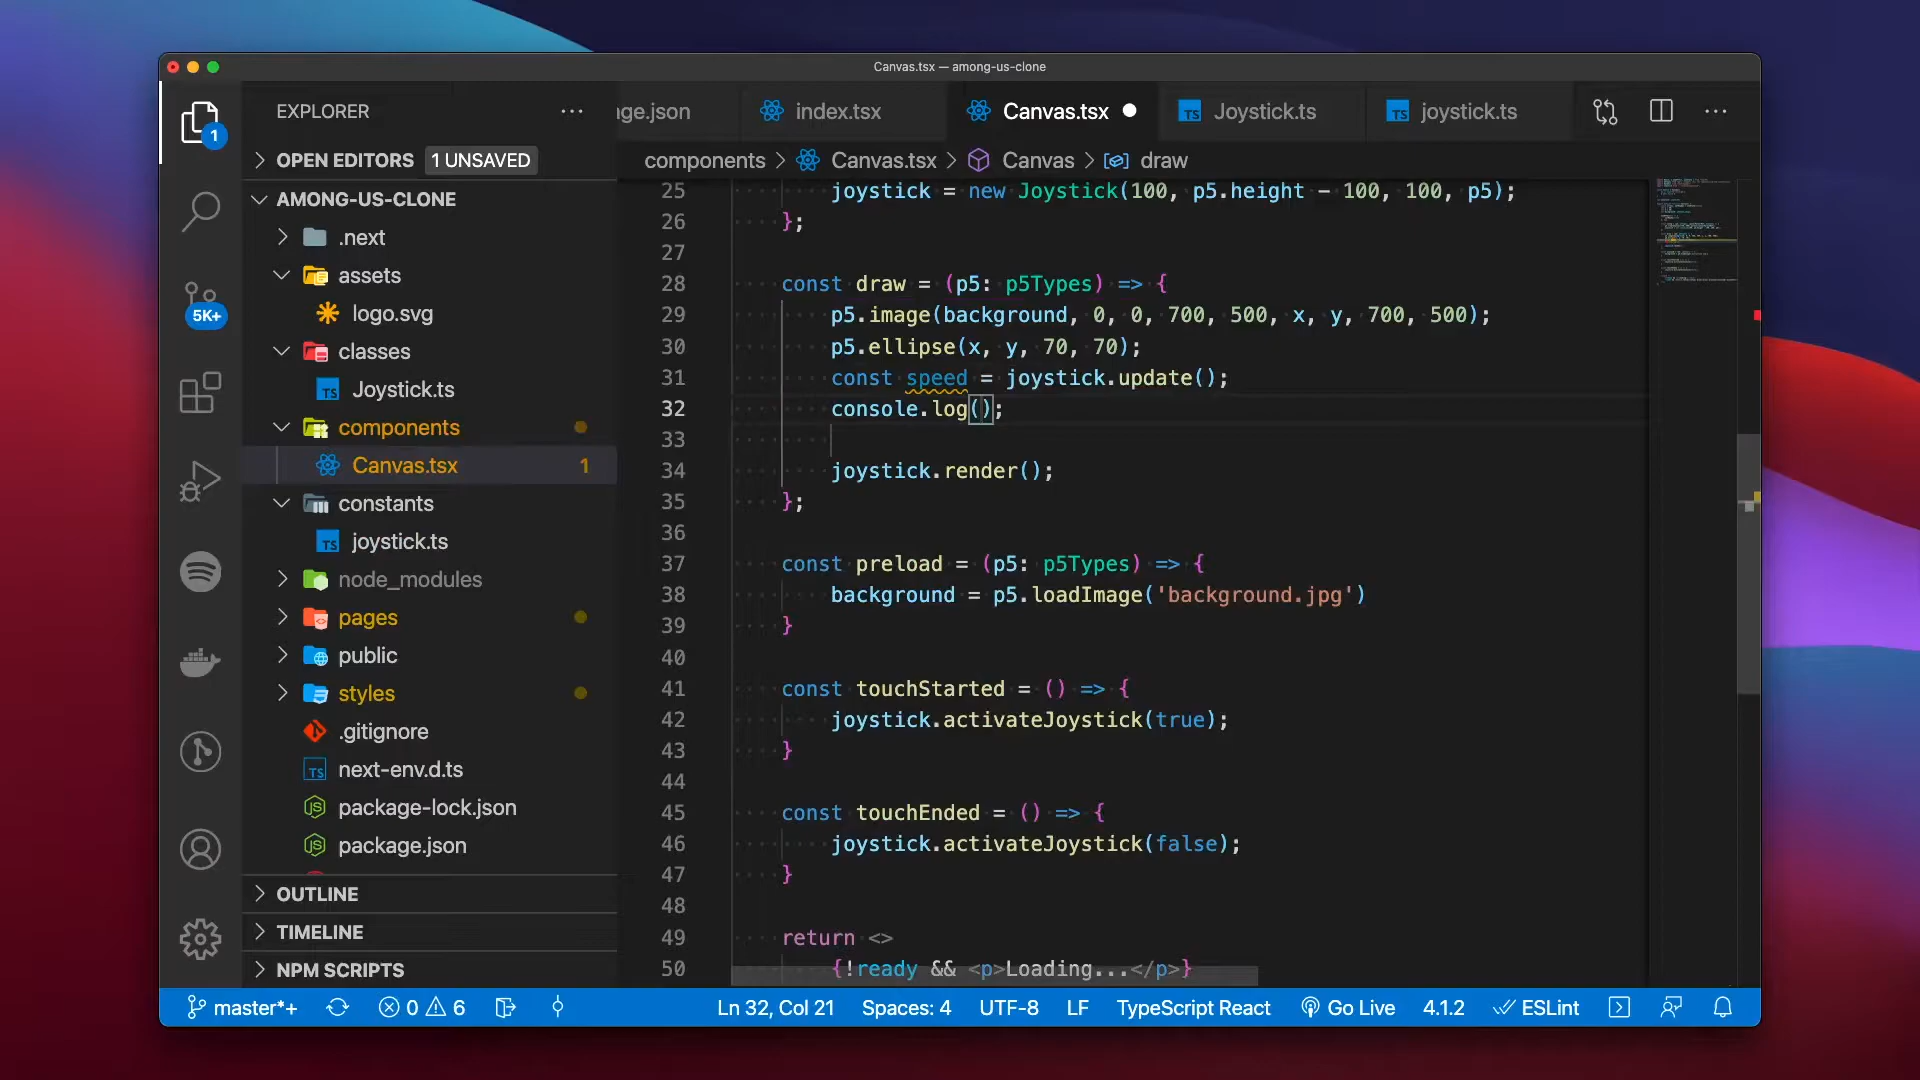 Canvas.tsx — among-us-clone
EXPLORER
ge.json
index.tsx
Canvas.tsx
TS Joystick.ts
TS joystick.ts
1
OPEN EDITORS 1 UNSAVED
components > Canvas.tsx > Canvas > draw
AMONG-US-CLONE
.next
assets
logo.svg
classes
TS Joystick.ts
components
Canvas.tsx 1
constants
TS joystick.ts
node_modules
pages
public
styles
.gitignore
TS next-env.d.ts
JS package-lock.json
JS package.json
OUTLINE
TIMELINE
NPM SCRIPTS
5K+
25 joystick = new Joystick(100, p5.height - 100, 100, p5);
26 };
27
28 const draw = (p5: p5Types) => {
29 p5.image(background, 0, 0, 700, 500, x, y, 700, 500);
30 p5.ellipse(x, y, 70, 70);
31 const speed = joystick.update();
32 console.log();
33
34 joystick.render();
35 };
36
37 const preload = (p5: p5Types) => {
38 background = p5.loadImage('background.jpg')
39 }
40
41 const touchStarted = () => {
42 joystick.activateJoystick(true);
43 }
44
45 const touchEnded = () => {
46 joystick.activateJoystick(false);
47 }
48
49 return <>
50 {!ready && <p>Loading...</p>}
master*+ 0 6 Ln 32, Col 21 Spaces: 4 UTF-8 LF TypeScript React Go Live 4.1.2 ESLint